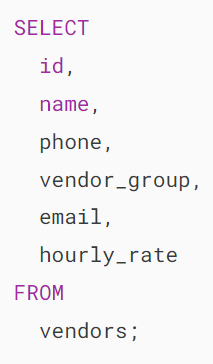 SELECT
  id,
  name,
  phone,
  vendor_group,
  email,
  hourly_rate
FROM
  vendors;